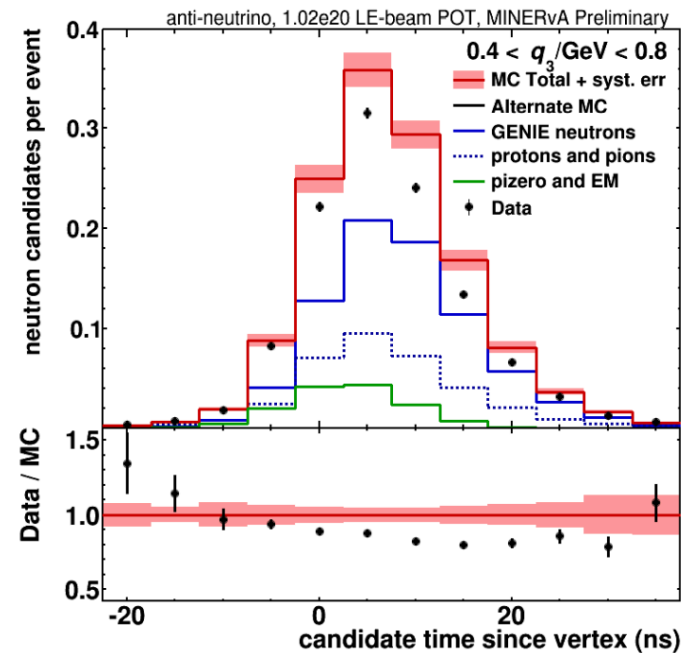 anti-neutrino, 1.02e20 LE-beam POT, MINERvA Preliminary
0.4 < q3/GeV < 0.8
MC Total + syst. err
Alternate MC
GENIE neutrons
protons and pions
pizero and EM
Data
neutron candidates per event
0.4
0.3
0.2
0.1
Data / MC
1.5
1.0
0.5
-20 0 20
candidate time since vertex (ns)